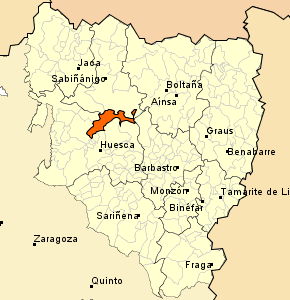 Jaca
Sabiñánigo
Boltaña
Aínsa
Graus
Huesca
Benabarre
Barbastro
Monzón
Tamarite de Li
Binéfar
Sariñena
Zaragoza
Fraga
Quinto